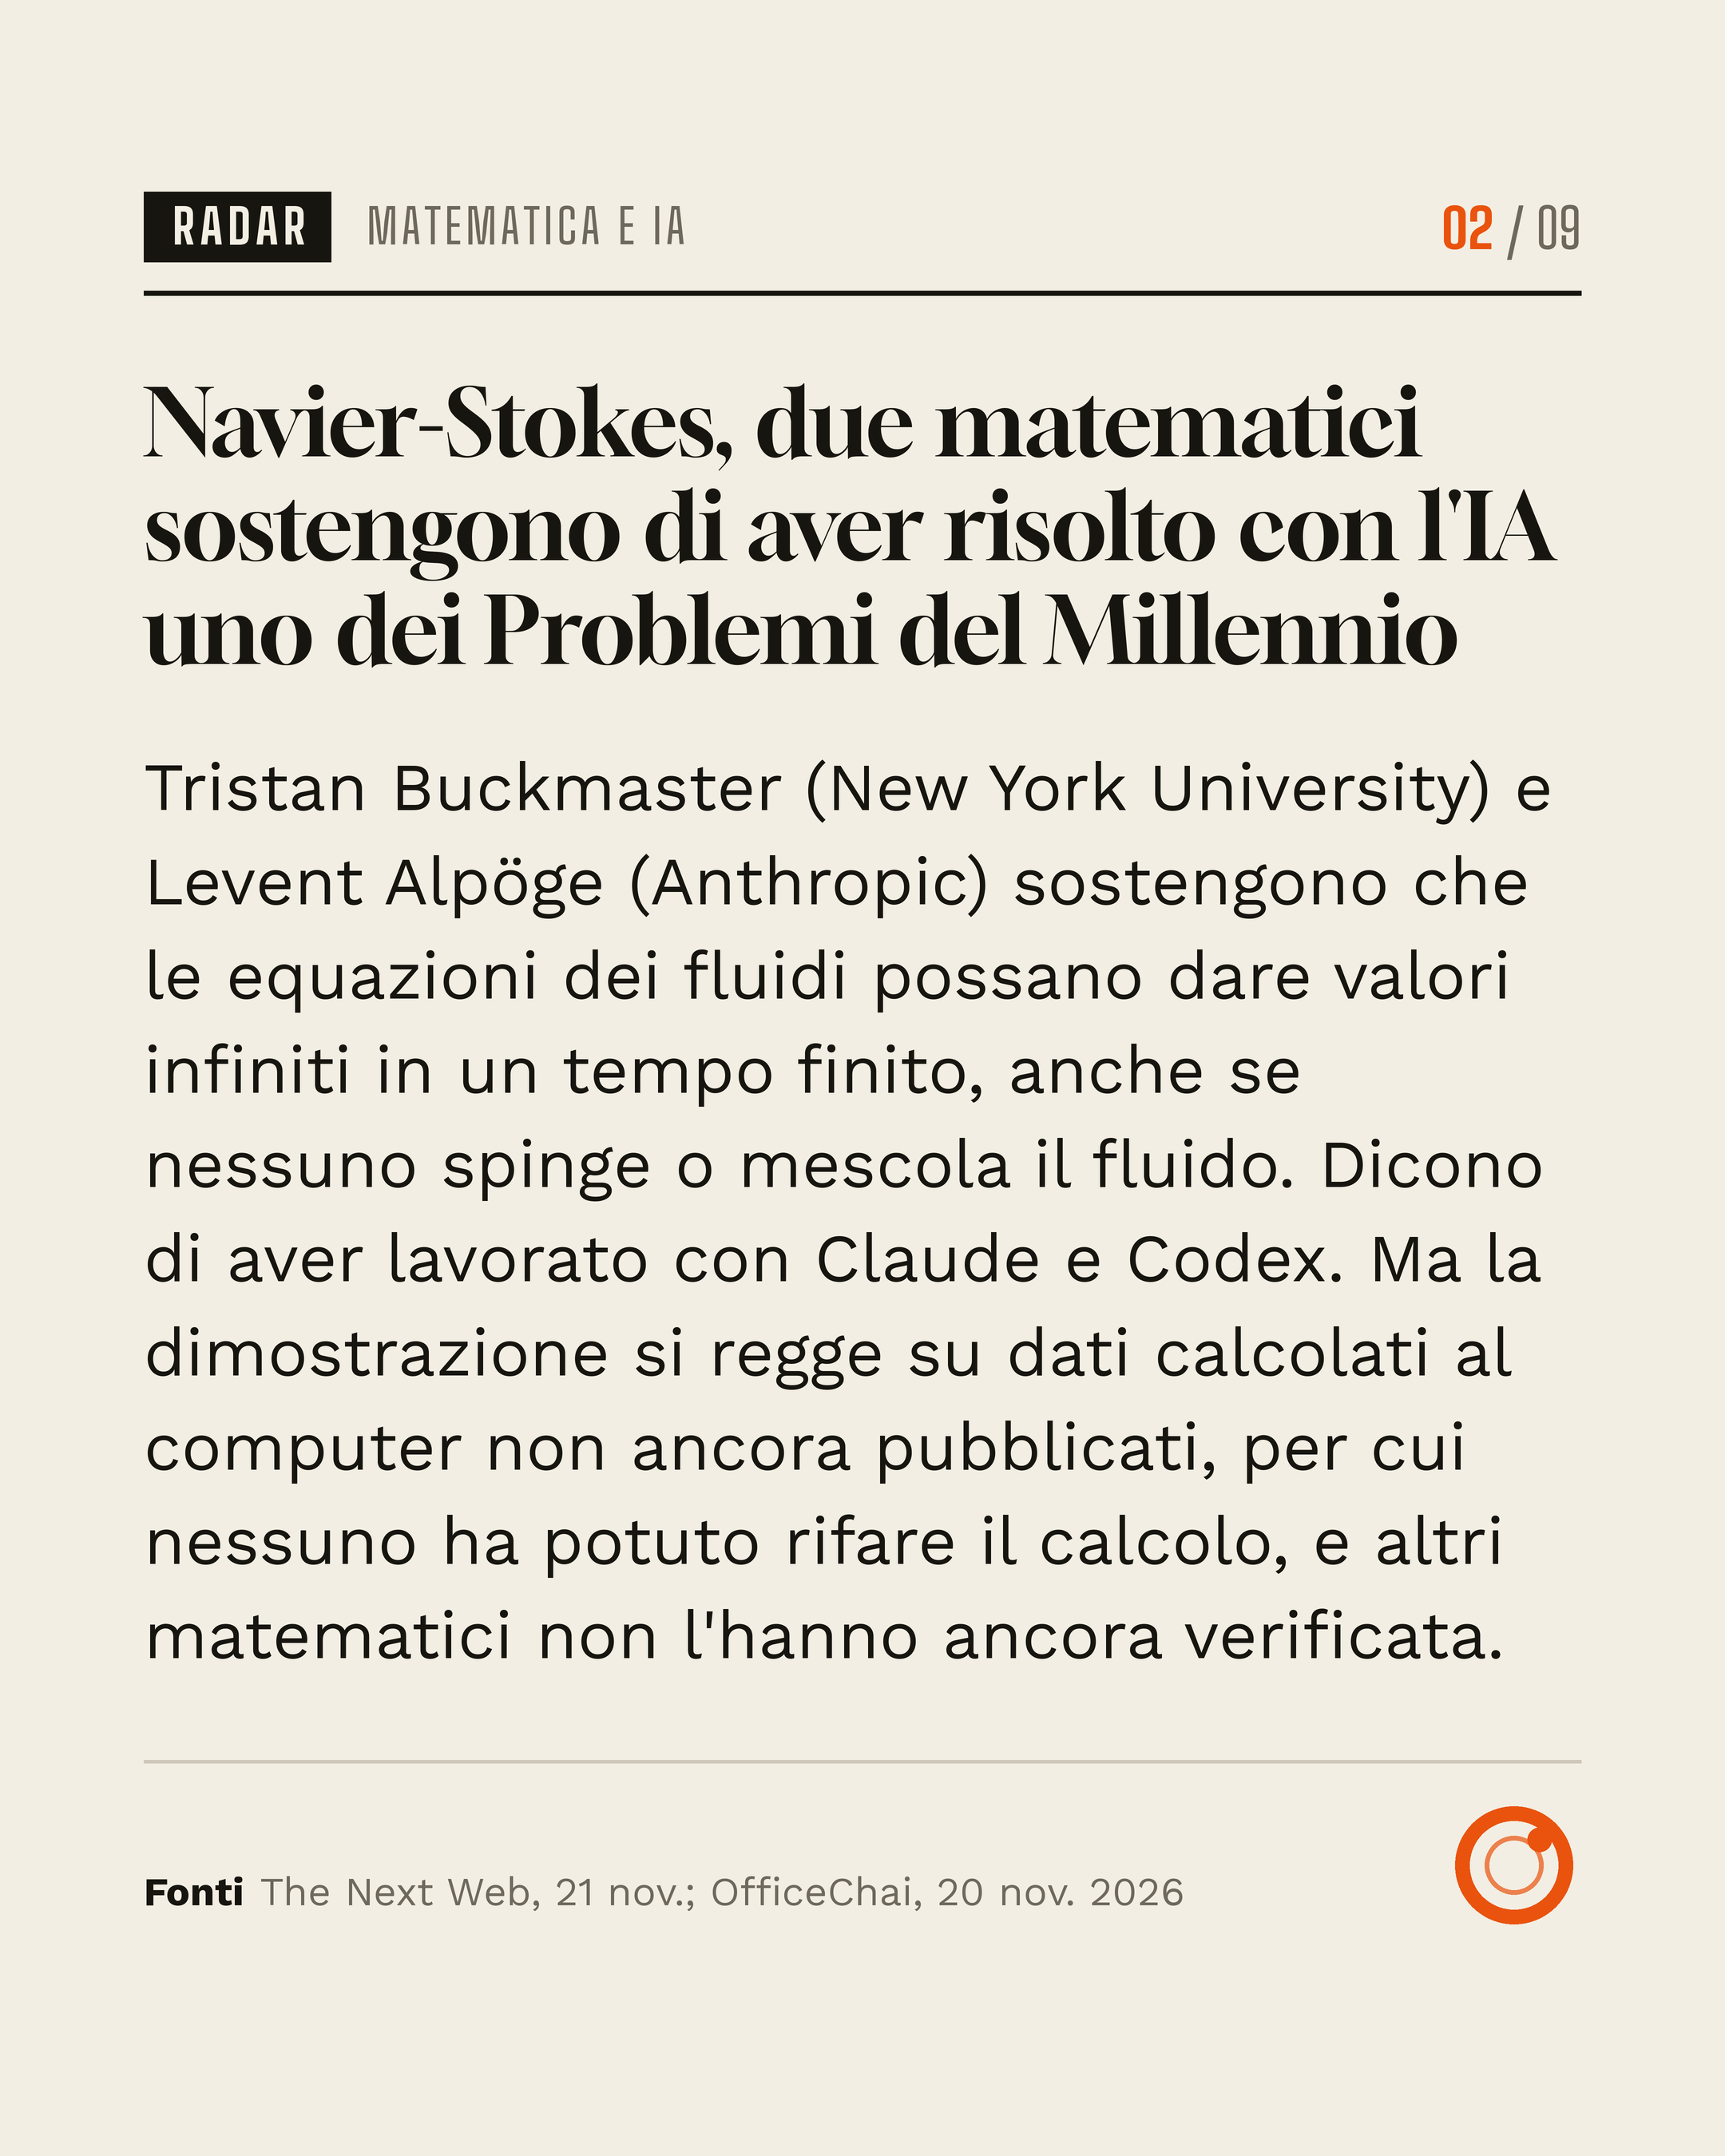 RADAR MATEMATICA E IA 02 / 09
Navier-Stokes, due matematici
sostengono di aver risolto con l'IA
uno dei Problemi del Millennio
Tristan Buckmaster (New York University) e
Levent Alpöge (Anthropic) sostengono che
le equazioni dei fluidi possano dare valori
infiniti in un tempo finito, anche se
nessuno spinge o mescola il fluido. Dicono
di aver lavorato con Claude e Codex. Ma la
dimostrazione si regge su dati calcolati al
computer non ancora pubblicati, per cui
nessuno ha potuto rifare il calcolo, e altri
matematici non l'hanno ancora verificata.
Fonti The Next Web, 21 nov.; OfficeChai, 20 nov. 2026